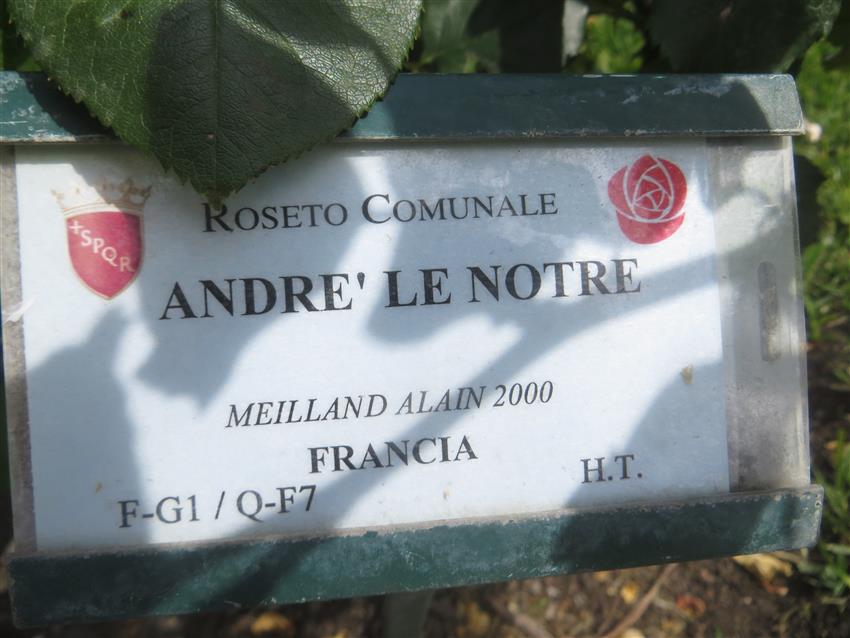 ROSETO COMUNALE
+SPQR
ANDRE' LE NOTRE
MEILLAND ALAIN 2000
FRANCIA
H.T.
F-G1 / Q-F7